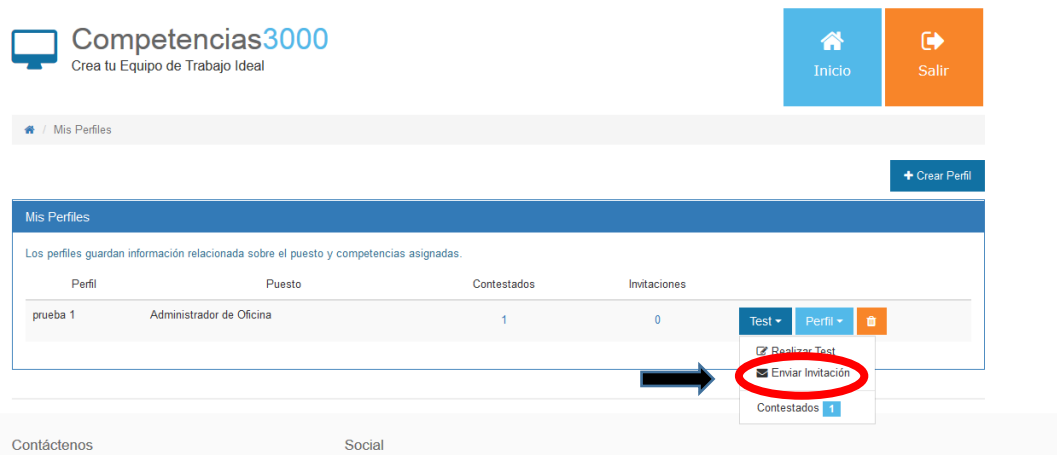 Competencias3000
Crea tu Equipo de Trabajo Ideal
Inicio
Salir
/ Mis Perfiles
+ Crear Perfil
Mis Perfiles
Los perfiles guardan información relacionada sobre el puesto y competencias asignadas.
Perfil Puesto Contestados Invitaciones
prueba 1 Administrador de Oficina 1 0 Test Perfil
Realizar Test
Enviar Invitación
Contestados 1
Contáctenos Social